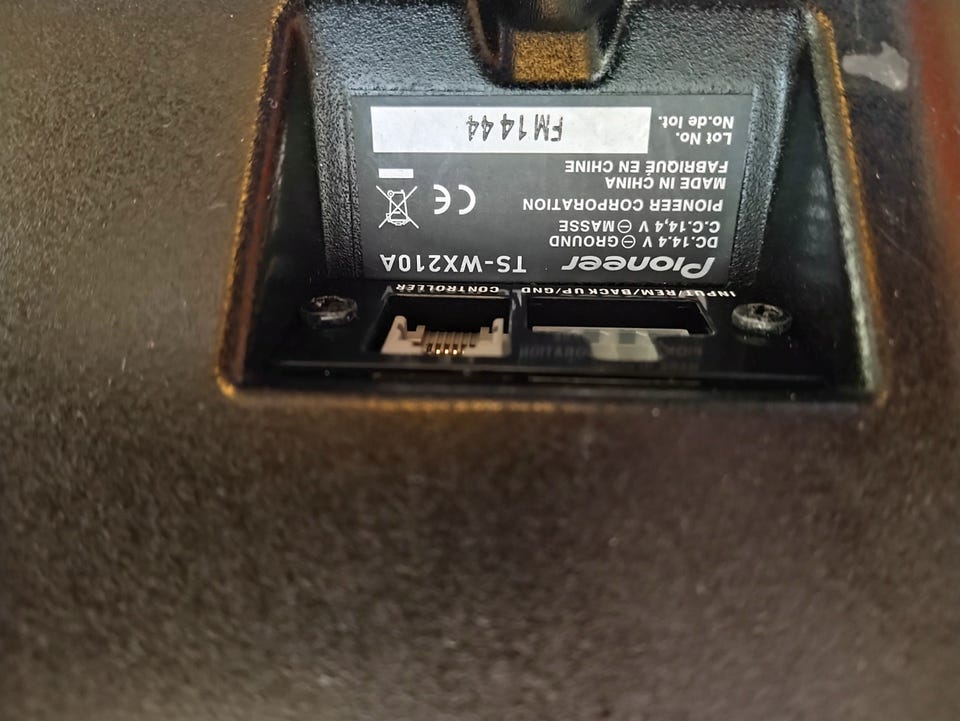 INPUT/REM/BACK UP/GND CONTROLLER
Pioneer TS-WX210A
DC.14.4 V ⊖ GROUND
C.C.14,4 V ⊖ MASSE
PIONEER CORPORATION
MADE IN CHINA
FABRIQUÉ EN CHINE
CE
Lot No.
No.de lot.
FM1444